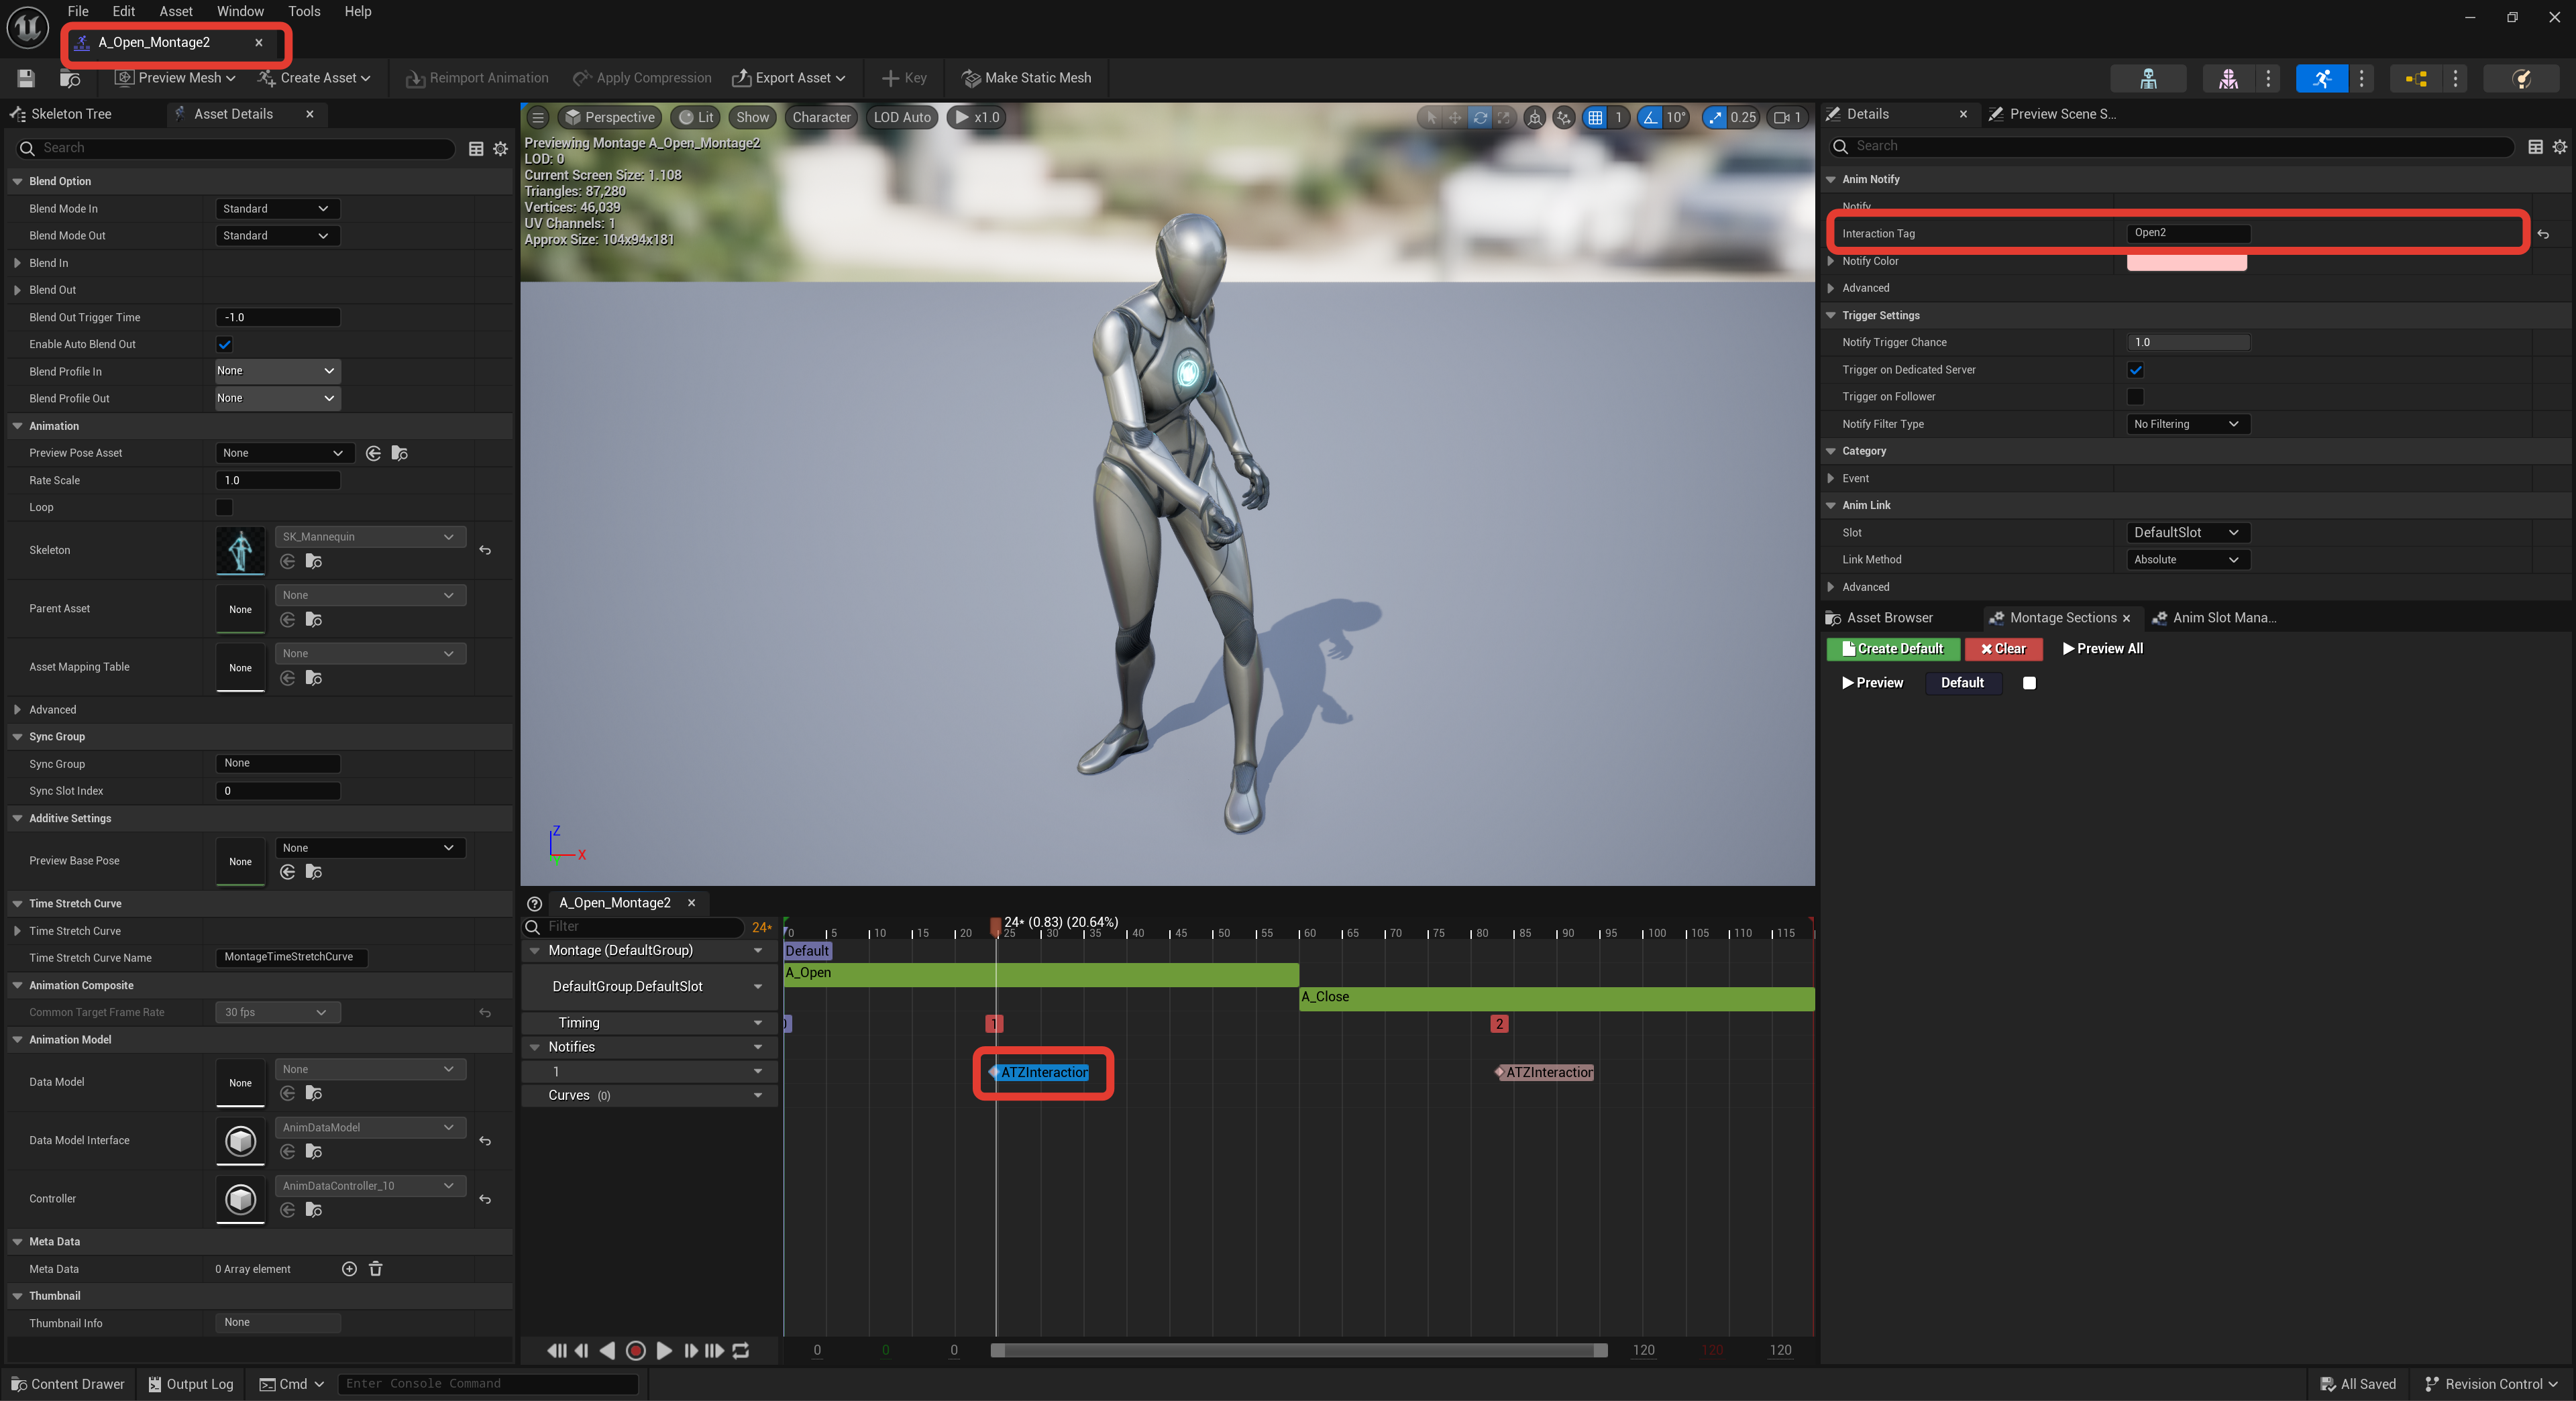 File Edit Asset Window Tools Help
A_Open_Montage2
Preview Mesh Create Asset Reimport Animation Apply Compression Export Asset Key Make Static Mesh
Skeleton Tree Asset Details
Search
Blend Option
Blend Mode In Standard
Blend Mode Out Standard
Blend In
Blend Out
Blend Out Trigger Time -1.0
Enable Auto Blend Out
Blend Profile In None
Blend Profile Out None
Animation
Preview Pose Asset None
Rate Scale 1.0
Loop
Skeleton SK_Mannequin
Parent Asset None None
Asset Mapping Table None None
Advanced
Sync Group
Sync Group None
Sync Slot Index 0
Additive Settings
Preview Base Pose None None
Time Stretch Curve
Time Stretch Curve
Time Stretch Curve Name MontageTimeStretchCurve
Animation Composite
Common Target Frame Rate 30 fps
Animation Model
Data Model None None
Data Model Interface AnimDataModel
Controller AnimDataController_10
Meta Data
Meta Data 0 Array element
Thumbnail
Thumbnail Info None
Perspective Lit Show Character LOD Auto x1.0 1 10° 0.25 1
Previewing Montage A_Open_Montage2
LOD: 0
Current Screen Size: 1.108
Triangles: 87,280
Vertices: 46,039
UV Channels: 1
Approx Size: 104x94x181
Z
X
A_Open_Montage2
Filter 24*
24* (0.83) (20.64%)
0 5 10 15 20 25 30 35 40 45 50 55 60 65 70 75 80 85 90 95 100 105 110 115
Montage (DefaultGroup) Default
A_Open
DefaultGroup.DefaultSlot
A_Close
Timing 1 2
Notifies
1 ATZInteraction ATZInteraction
Curves (0)
0 0 0 120 120 120
Details Preview Scene S...
Search
Anim Notify
Notify
Interaction Tag Open2
Notify Color
Advanced
Trigger Settings
Notify Trigger Chance 1.0
Trigger on Dedicated Server
Trigger on Follower
Notify Filter Type No Filtering
Category
Event
Anim Link
Slot DefaultSlot
Link Method Absolute
Advanced
Asset Browser Montage Sections Anim Slot Mana...
Create Default Clear Preview All
Preview Default
Content Drawer Output Log Cmd Enter Console Command All Saved Revision Control